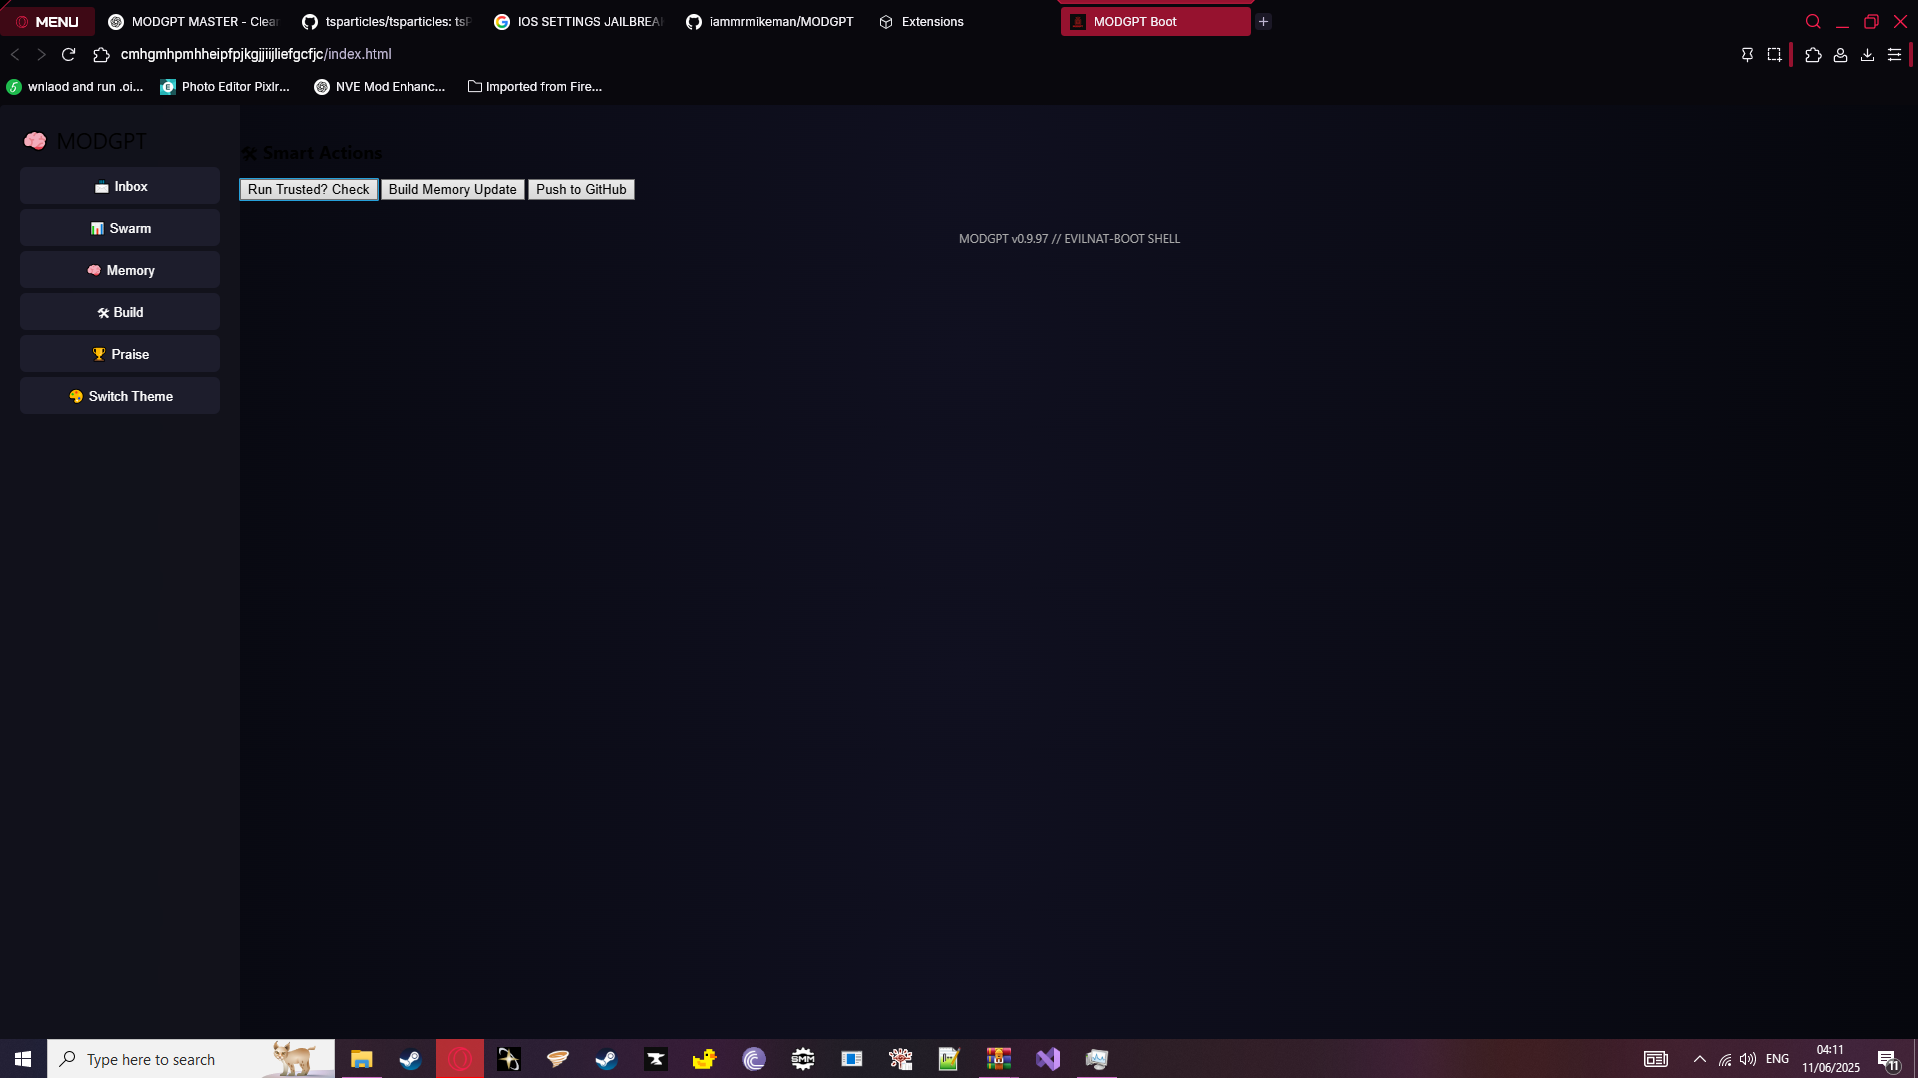 MENU
MODGPT MASTER - Clear
tsparticles/tsparticles: tsP
IOS SETTINGS JAILBREAK
iammrmikeman/MODGPT
Extensions
MODGPT Boot
cmhgmhpmhheipfpjkgjjiijliefgcfjc/index.html
wnlaod and run .oi...
Photo Editor Pixlr...
NVE Mod Enhanc...
Imported from Fire...
MODGPT
Inbox
Swarm
Memory
Build
Praise
Switch Theme
Smart Actions
Run Trusted? Check
Build Memory Update
Push to GitHub
MODGPT v0.9.97 // EVILNAT-BOOT SHELL
Type here to search
SMM
ENG
04:11
11/06/2025
11